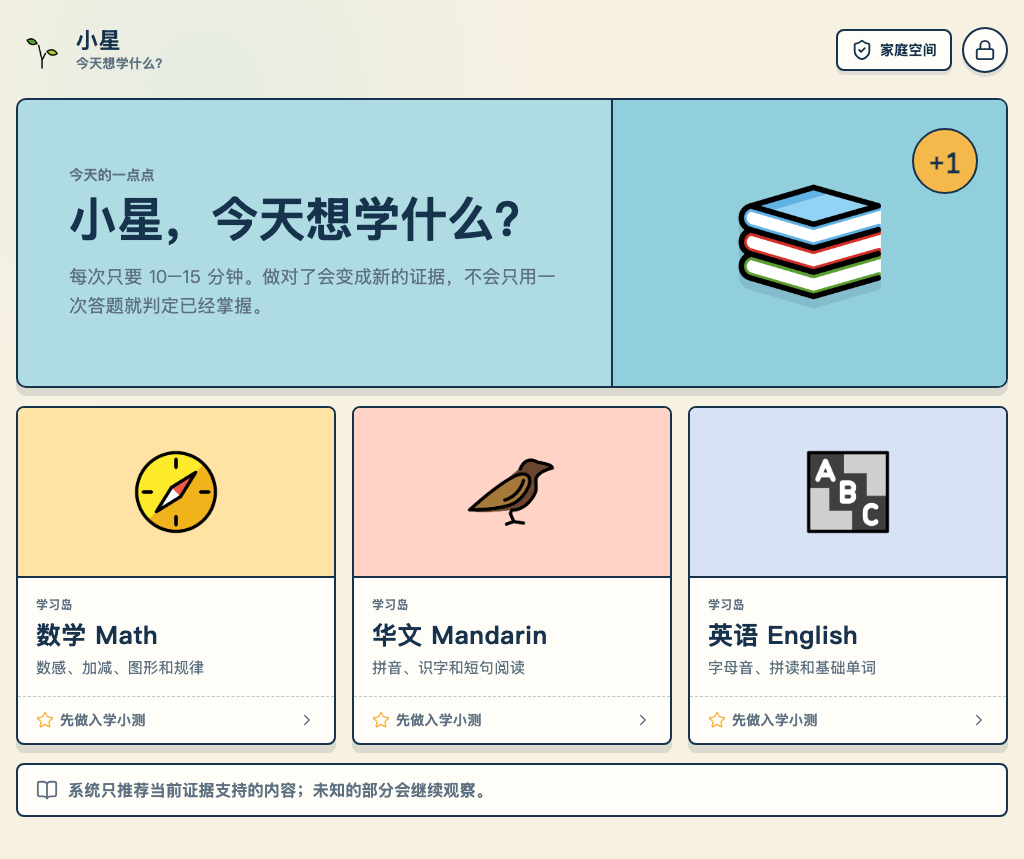 小星
今天想学什么?
家庭空间
今天的一点点
小星，今天想学什么?
+1
每次只要 10—15 分钟。做对了会变成新的证据，不会只用一
次答题就判定已经掌握。
A
B
C
学习岛
数学 Math
数感、加减、图形和规律
先做入学小测
学习岛
华文 Mandarin
拼音、识字和短句阅读
先做入学小测
学习岛
英语 English
字母音、拼读和基础单词
先做入学小测
系统只推荐当前证据支持的内容；未知的部分会继续观察。